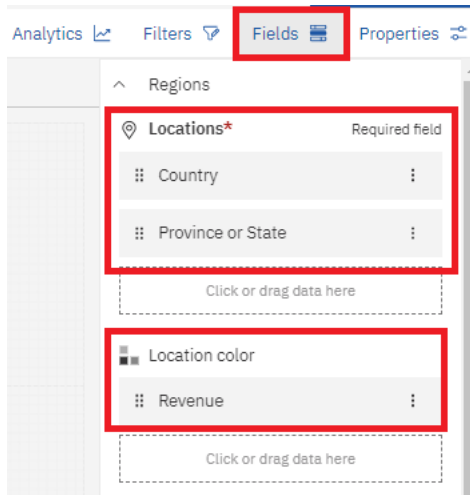 Analytics Filters Fields Properties
Regions
Locations* Required field
Country
Province or State
Click or drag data here
Location color
Revenue
Click or drag data here